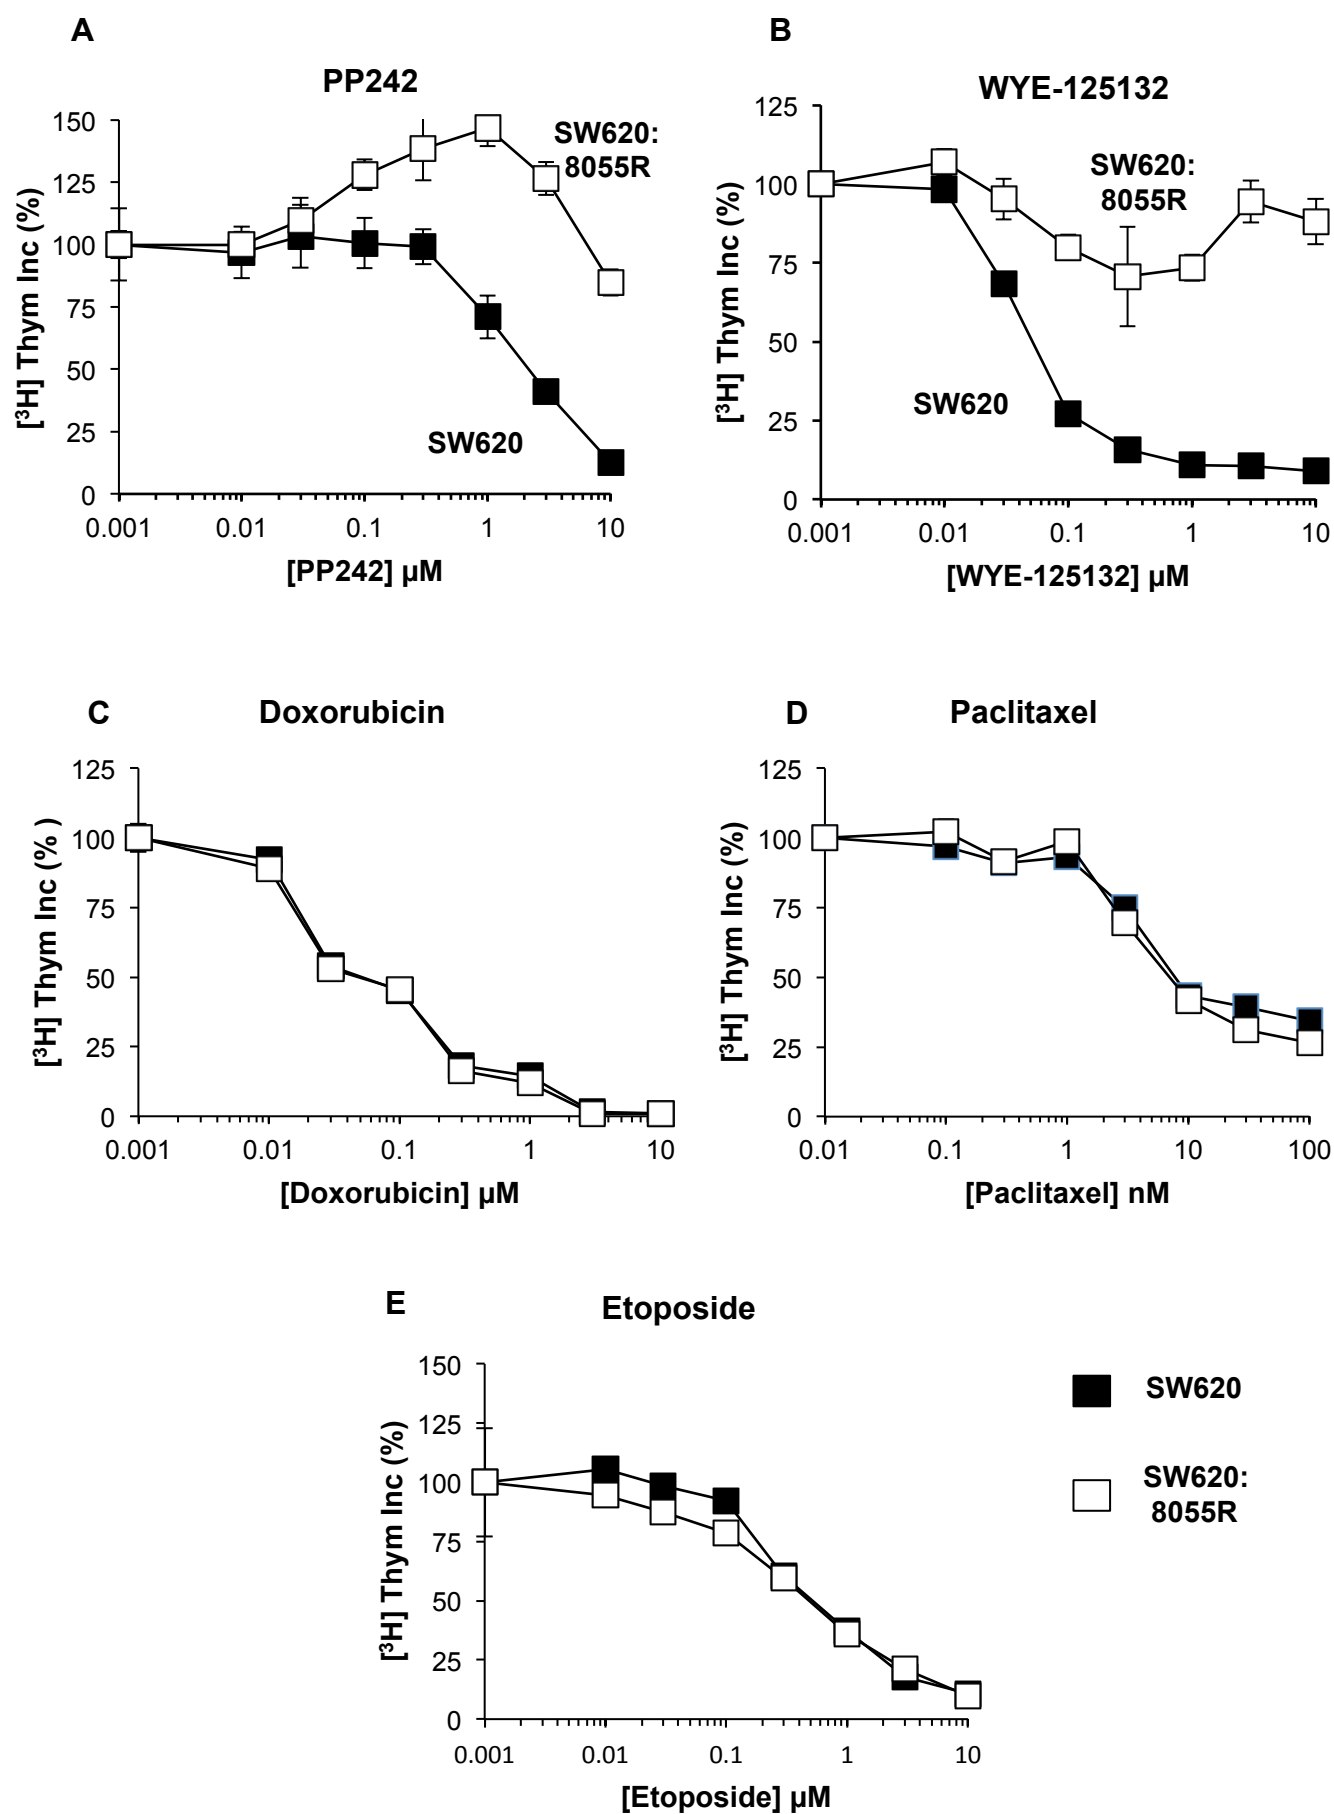 A
PP242
150
125
100
75
50
25
0
[³H] Thym Inc (%)
SW620:
8055R
SW620
0.001 0.01 0.1 1 10
[PP242] µM
B
WYE-125132
125
100
75
50
25
0
[³H] Thym Inc (%)
SW620:
8055R
SW620
0.001 0.01 0.1 1 10
[WYE-125132] µM
C
Doxorubicin
125
100
75
50
25
0
[³H] Thym Inc (% )
0.001 0.01 0.1 1 10
[Doxorubicin] µM
D
Paclitaxel
125
100
75
50
25
0
[³H] Thym Inc (%)
0.01 0.1 1 10 100
[Paclitaxel] nM
E
Etoposide
150
125
100
75
50
25
0
[³H] Thym Inc (%)
0.001 0.01 0.1 1 10
[Etoposide] µM
SW620
SW620:
8055R